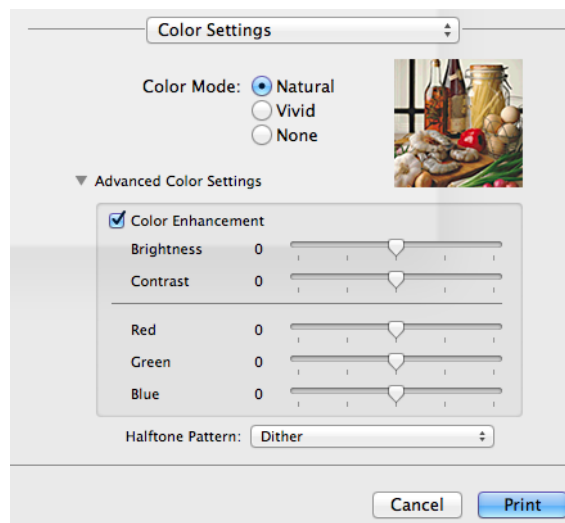 Color Settings
Color Mode: Natural
Vivid
None
Advanced Color Settings
Color Enhancement
Brightness 0
Contrast 0
Red 0
Green 0
Blue 0
Halftone Pattern: Dither
Cancel Print